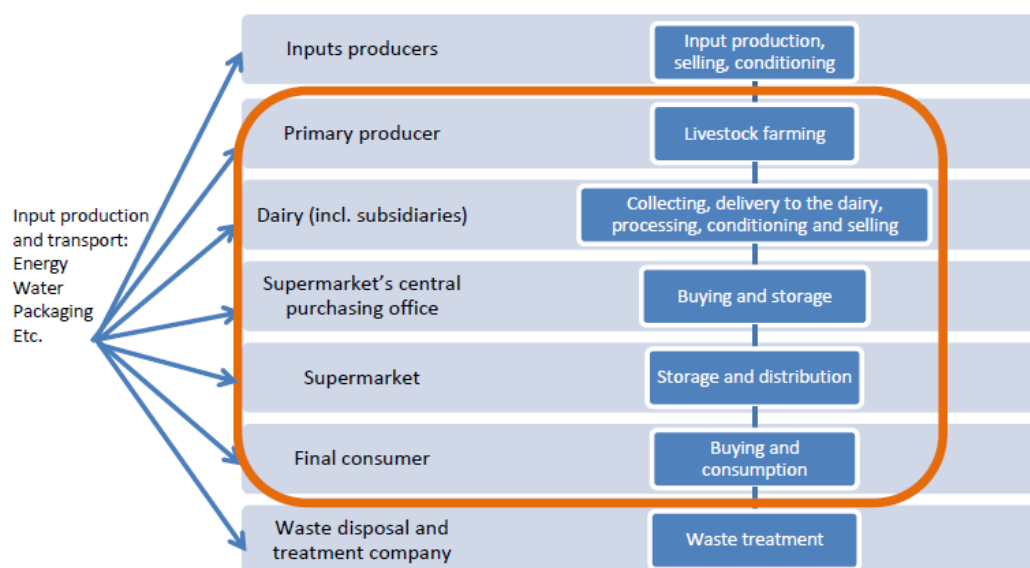 Inputs producers
Input production,
selling, conditioning
Primary producer
Livestock farming
Input production
and transport:
Energy
Water
Packaging
Etc.
Dairy (incl. subsidiaries)
Collecting, delivery to the dairy,
processing, conditioning and selling
Supermarket’s central
purchasing office
Buying and storage
Supermarket
Storage and distribution
Final consumer
Buying and
consumption
Waste disposal and
treatment company
Waste treatment